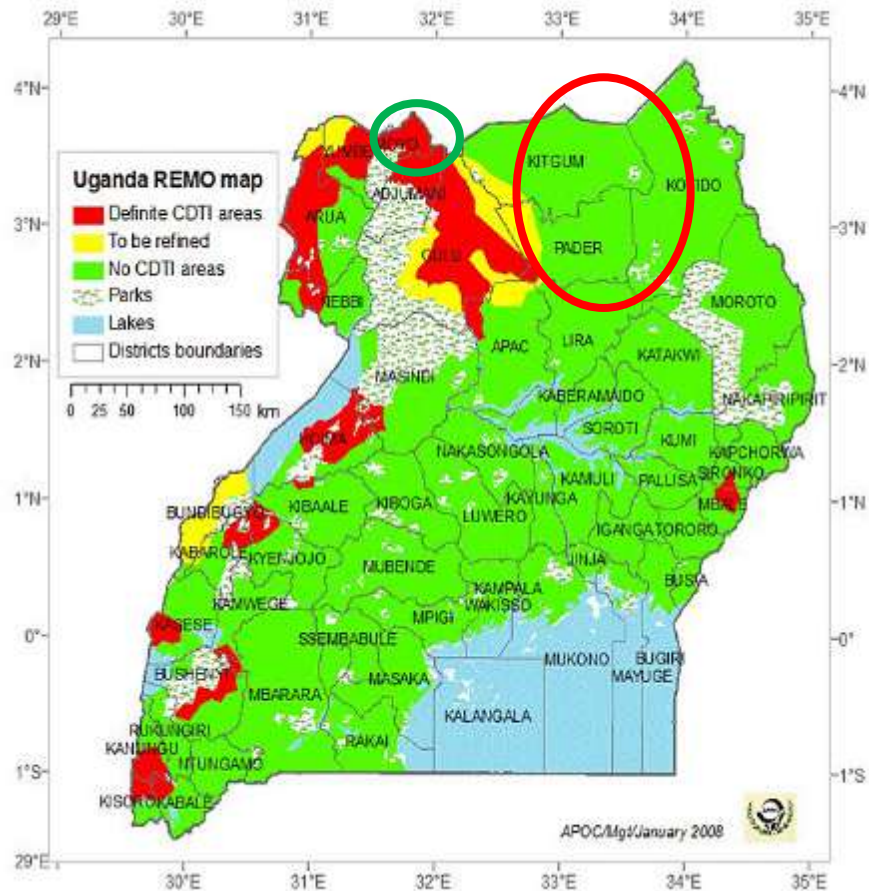 29°E 30°E 31°E 32°E 33°E 34°E 35°E
4°N 4°N
3°N 3°N
2°N 2°N
1°N 1°N
0° 0°
1°S 1°S
29°E 30°E 31°E 32°E 33°E 34°E 35°E
Uganda REMO map
Definite CDTI areas
To be refined
No CDTI areas
Parks
Lakes
Districts boundaries
0 25 50 100 150 km
KITGUM
KOTIDO
ADJUMANI
ARUA
GULU
PADER
NEBBI
MOROTO
APAC
LIRA
KATAKWI
MASINDI
KABERAMAIDO
NAKAPIRIPIRIT
SOROTI
KUMI
HOIMA
NAKASONGOLA
KAPCHORWA
SIRONKO
KAMULI
PALLISA
MBALE
KIBAALE
KIBOGA
KAYUNGA
LUWERO
BUNDIBUGYO
IGANGA
TORORO
KABAROLE
KYENJOJO
MUBENDE
JINJA
BUSIA
KAMWEGE
KAMPALA
WAKISSO
MPIGI
KASESE
SSEMBABULE
MUKONO
BUGIRI
MAYUGE
BUSHENYI
MASAKA
MBARARA
KALANGALA
RUKUNGIRI
RAKAI
KANUNGU
NTUNGAMO
KISORO
KABALE
APOC/Mgt/January 2008